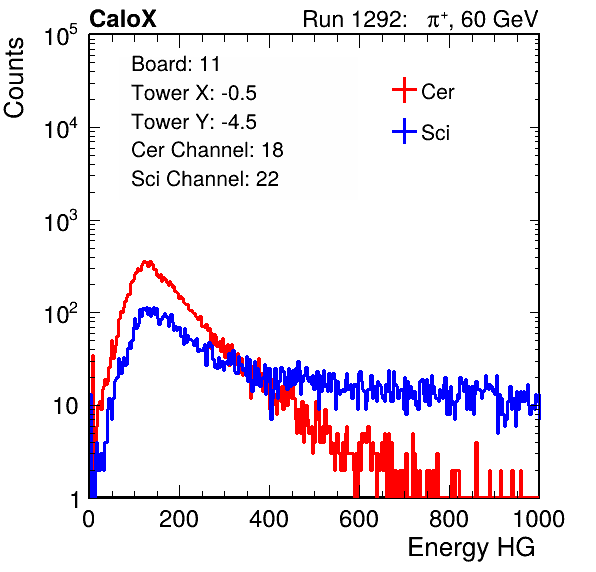 CaloX Run 1292: π⁺, 60 GeV
Board: 11
Tower X: -0.5
Tower Y: -4.5
Cer Channel: 18
Sci Channel: 22
Cer
Sci
Counts
10⁵
10⁴
10³
10²
10
1
0 200 400 600 800 1000
Energy HG